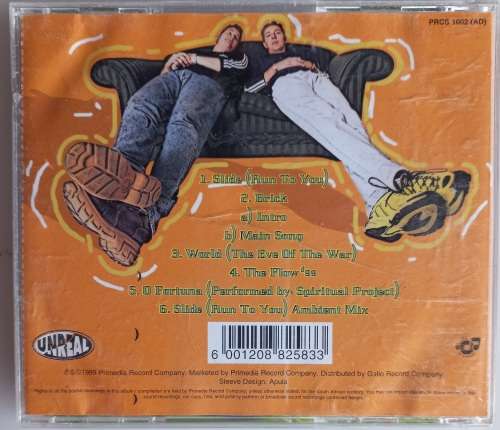 PRCS 1002 (AD)
1. Slide (Run To You)
2. Brick
a) Intro
b) Main Song
3. World (The Eve Of The War)
4. The Flow '99
5. O Fortuna (Performed by: Spiritual Project)
6. Slide (Run To You) Ambient Mix
UNREAL
6 001208 825833
℗©1999 Primedia Record Company. Marketed by Primedia Record Company. Distributed by Gallo Record Company
Sleeve Design: Apula